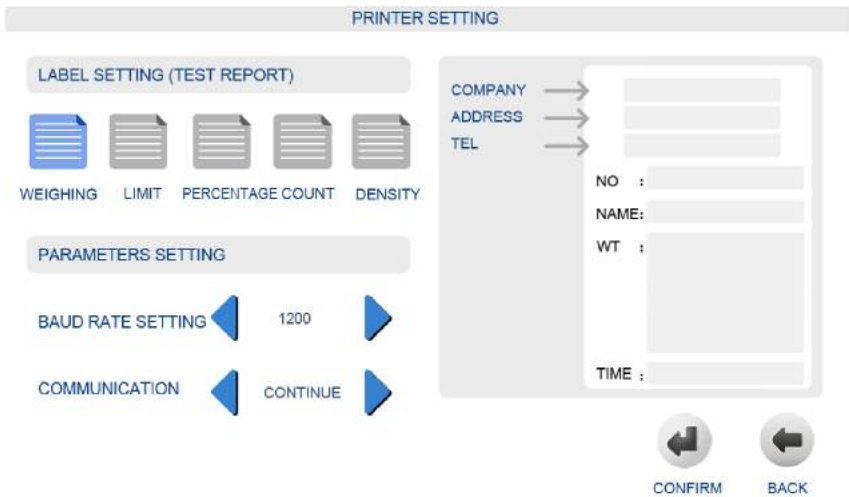 PRINTER SETTING
LABEL SETTING (TEST REPORT)
WEIGHING LIMIT PERCENTAGE COUNT DENSITY
PARAMETERS SETTING
BAUD RATE SETTING 1200
COMMUNICATION CONTINUE
COMPANY
ADDRESS
TEL
NO :
NAME:
WT :
TIME :
CONFIRM BACK